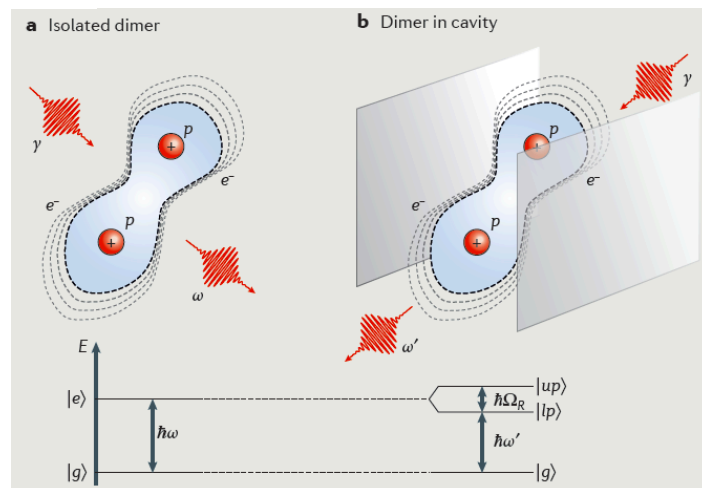 a Isolated dimer
b Dimer in cavity
γ
p
+
e⁻
e⁻
p
+
ω
γ
p
+
e⁻
e⁻
p
+
ω′
E
|e⟩
ħω
|g⟩
|up⟩
ħΩ_R
|lp⟩
ħω′
|g⟩